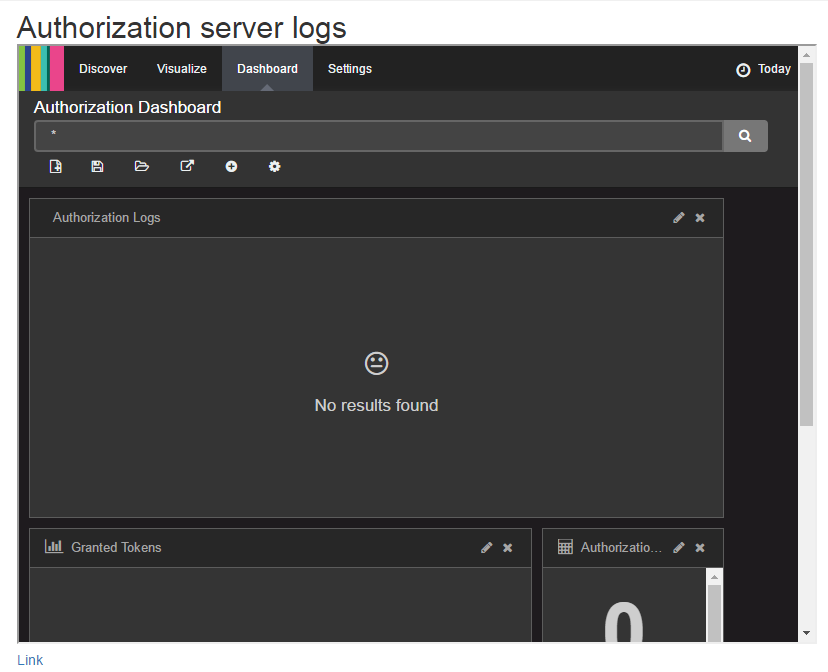 Authorization server logs
Discover Visualize Dashboard Settings Today
Authorization Dashboard
*
Authorization Logs
No results found
Granted Tokens
Authorizatio...
0
Link